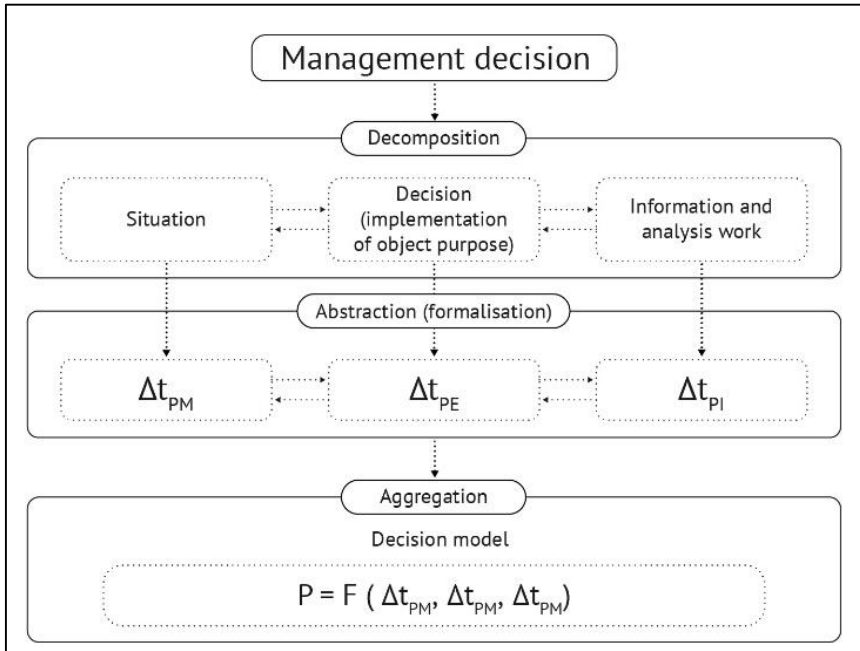 Management decision
Decomposition
Situation
Decision
(implementation
of object purpose)
Information and
analysis work
Abstraction (formalisation)
Δt_PM
Δt_PE
Δt_PI
Aggregation
Decision model
P = F ( Δt_PM, Δt_PM, Δt_PM)